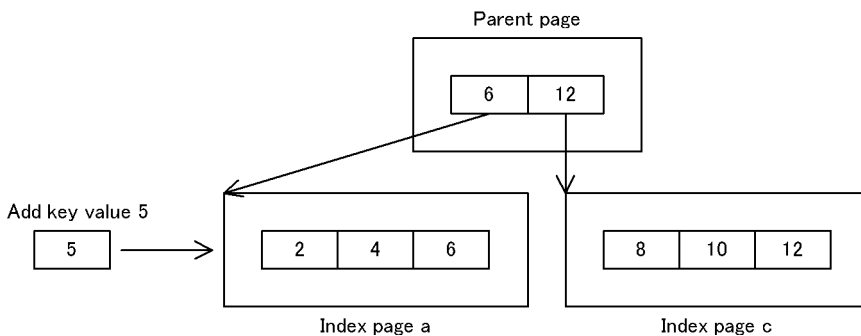 Parent page
6 12
Add key value 5
5
2 4 6
8 10 12
Index page a
Index page c